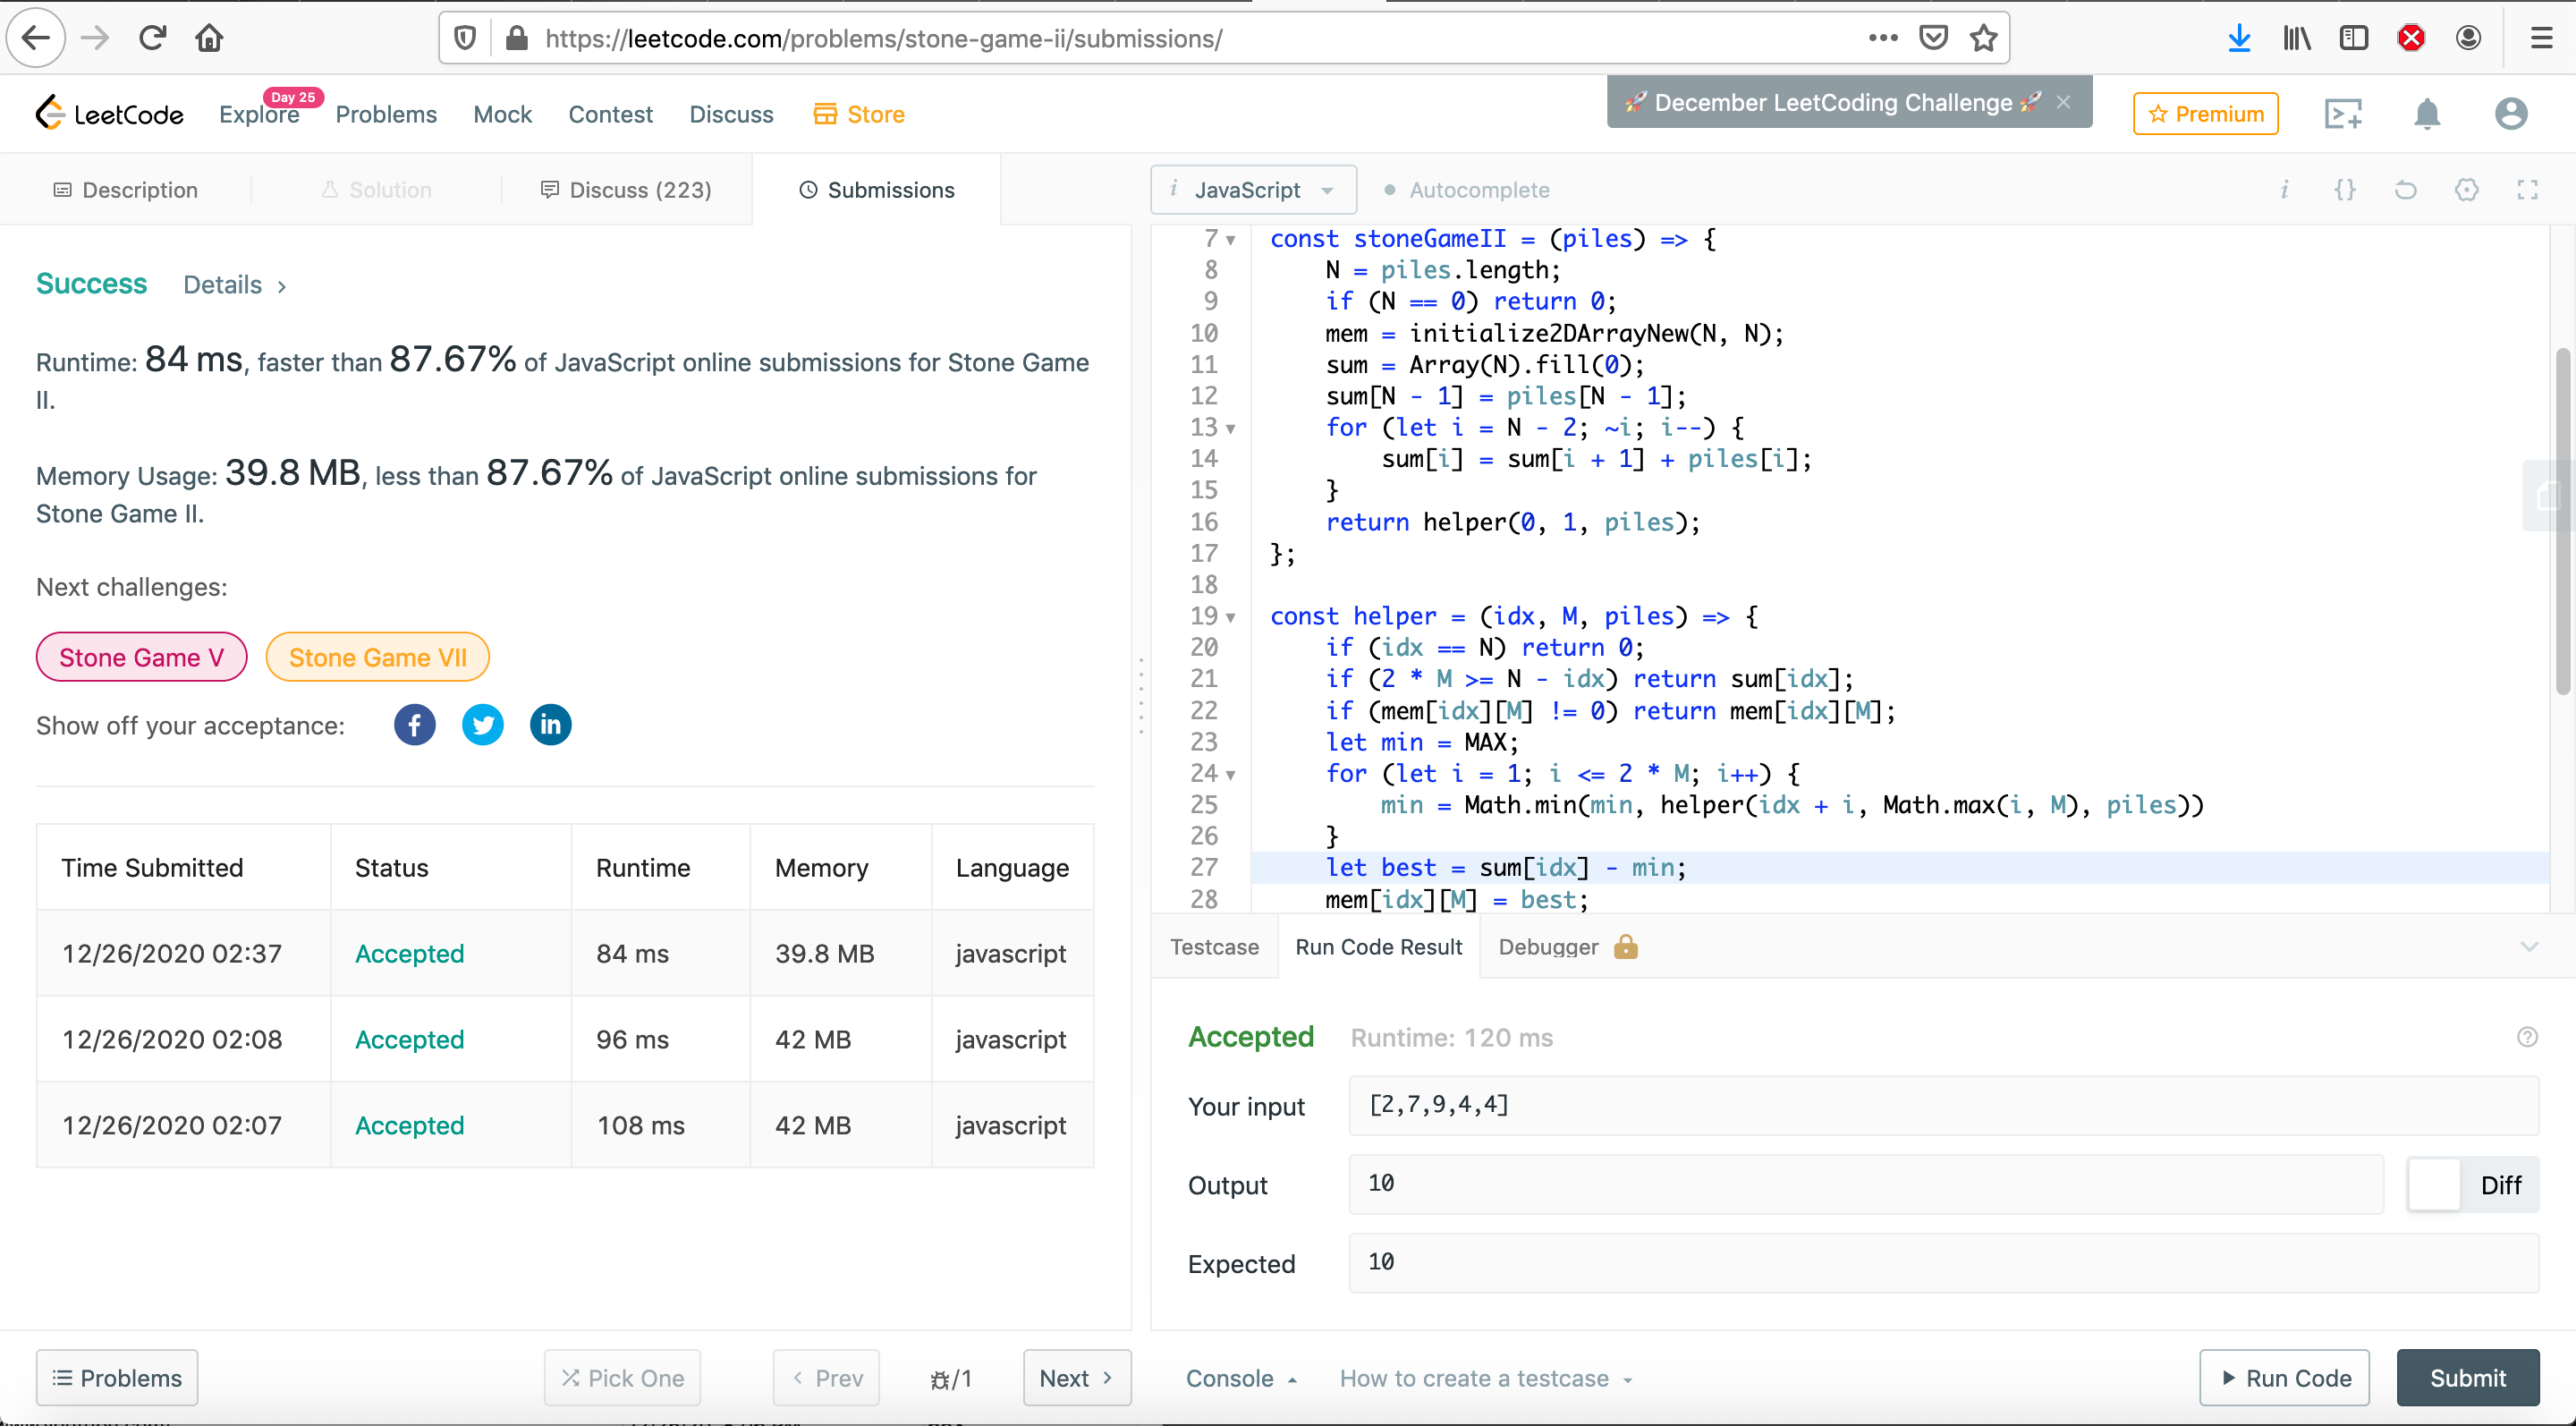 https://leetcode.com/problems/stone-game-ii/submissions/
LeetCode
Explore
Day 25
Problems
Mock
Contest
Discuss
Store
🚀 December LeetCoding Challenge 🚀 ×
Premium
Description
Solution
Discuss (223)
Submissions
Success
Details >
Runtime: 84 ms, faster than 87.67% of JavaScript online submissions for Stone Game
II.
Memory Usage: 39.8 MB, less than 87.67% of JavaScript online submissions for
Stone Game II.
Next challenges:
Stone Game V
Stone Game VII
Show off your acceptance:
Time Submitted Status Runtime Memory Language
12/26/2020 02:37 Accepted 84 ms 39.8 MB javascript
12/26/2020 02:08 Accepted 96 ms 42 MB javascript
12/26/2020 02:07 Accepted 108 ms 42 MB javascript
Problems
Pick One
< Prev
/1
Next >
i JavaScript
Autocomplete
i {}
7 const stoneGameII = (piles) => {
8     N = piles.length;
9     if (N == 0) return 0;
10     mem = initialize2DArrayNew(N, N);
11     sum = Array(N).fill(0);
12     sum[N - 1] = piles[N - 1];
13     for (let i = N - 2; ~i; i--) {
14         sum[i] = sum[i + 1] + piles[i];
15     }
16     return helper(0, 1, piles);
17 };
18
19 const helper = (idx, M, piles) => {
20     if (idx == N) return 0;
21     if (2 * M >= N - idx) return sum[idx];
22     if (mem[idx][M] != 0) return mem[idx][M];
23     let min = MAX;
24     for (let i = 1; i <= 2 * M; i++) {
25         min = Math.min(min, helper(idx + i, Math.max(i, M), piles))
26     }
27     let best = sum[idx] - min;
28     mem[idx][M] = best;
Testcase
Run Code Result
Debugger
Accepted
Runtime: 120 ms
Your input
[2,7,9,4,4]
Output
10
Diff
Expected
10
Console
How to create a testcase
Run Code
Submit